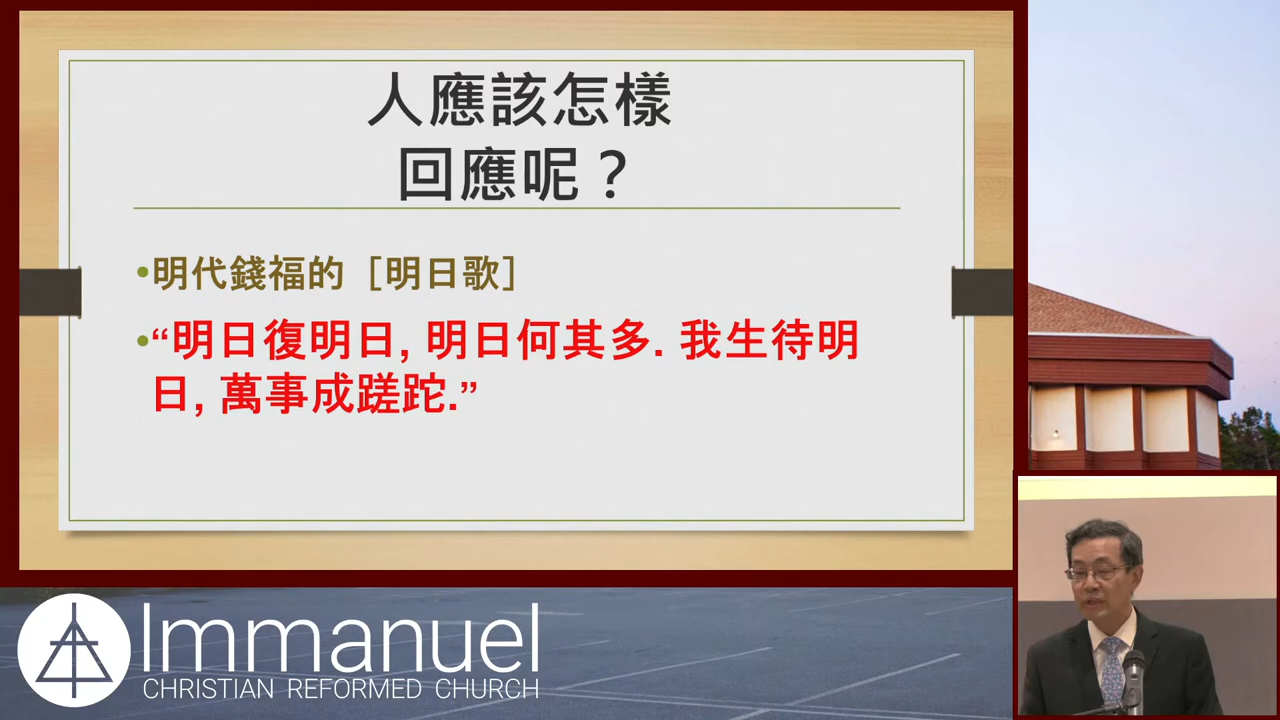 人應該怎樣
回應呢？
•明代錢福的［明日歌］
•“明日復明日, 明日何其多. 我生待明
日, 萬事成蹉跎.”
Immanuel
CHRISTIAN REFORMED CHURCH